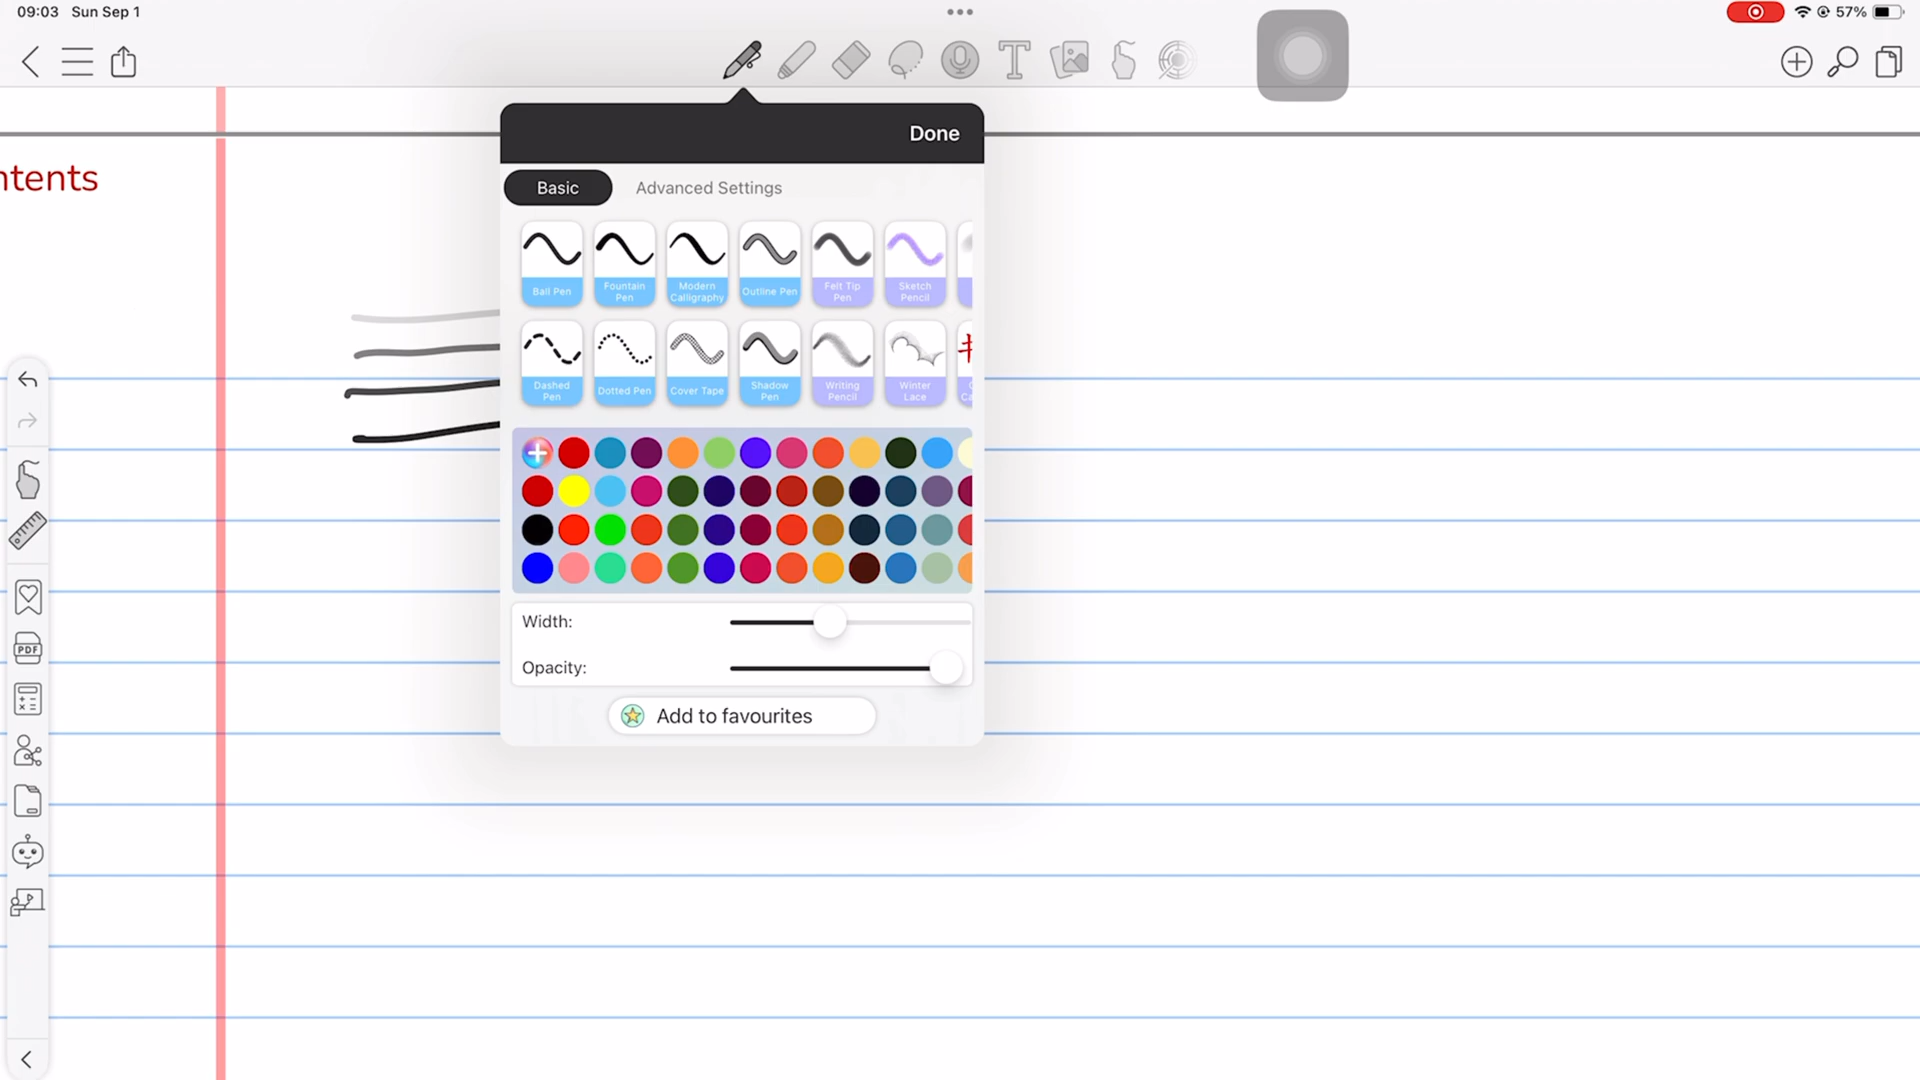 09:03 Sun Sep 1
57%
ntents
Done
Basic
Advanced Settings
Ball Pen
Fountain
Pen
Modern
Calligraphy
Outline Pen
Felt Tip
Pen
Sketch
Pencil
Dashed
Pen
Dotted Pen
Cover Tape
Shadow
Pen
Writing
Pencil
Winter
Lace
Width:
Opacity:
Add to favourites
PDF